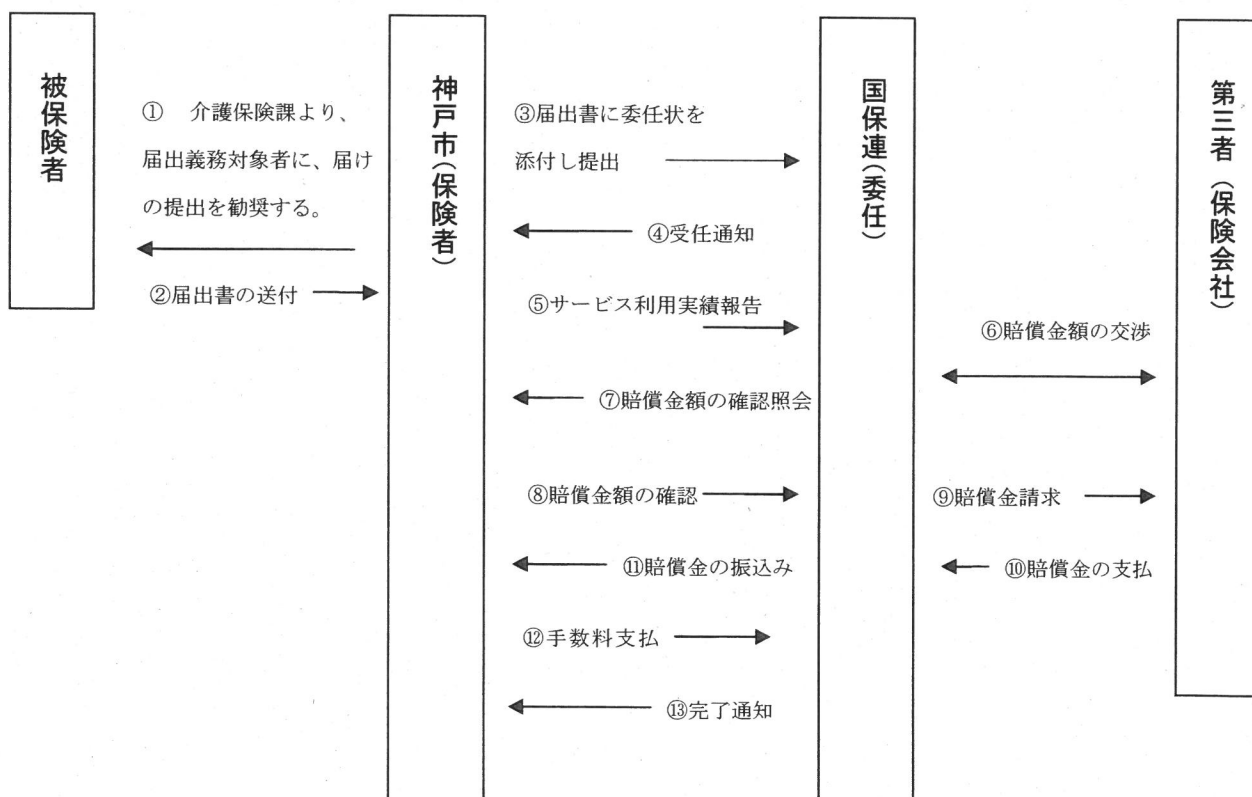 被保険者
神戸市(保険者)
国保連(委任)
第三者(保険会社)
① 介護保険課より、
届出義務対象者に、届け
の提出を勧奨する。
②届出書の送付
③届出書に委任状を
添付し提出
④受任通知
⑤サービス利用実績報告
⑥賠償金額の交渉
⑦賠償金額の確認照会
⑧賠償金額の確認
⑨賠償金請求
⑩賠償金の支払
⑪賠償金の振込み
⑫手数料支払
⑬完了通知